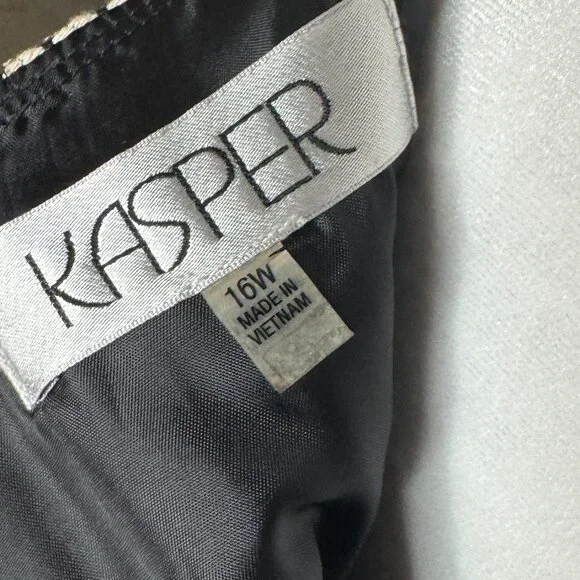 KASPER
16W
MADE IN
VIETNAM